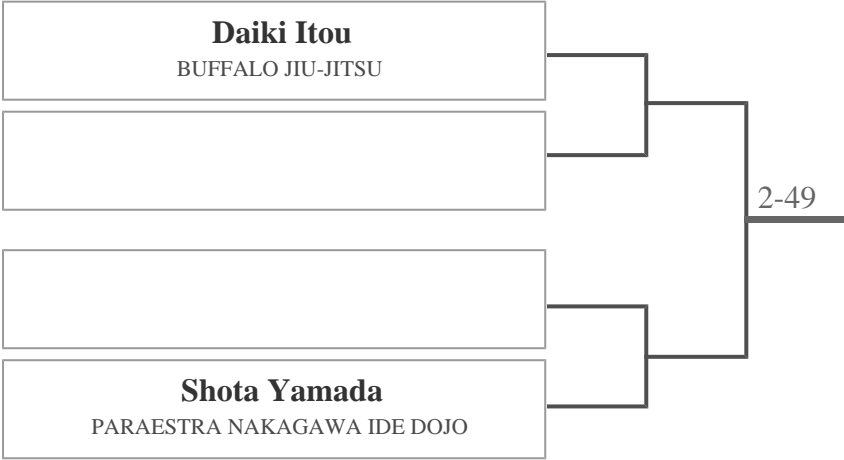 Daiki Itou
BUFFALO JIU-JITSU
2-49
Shota Yamada
PARAESTRA NAKAGAWA IDE DOJO